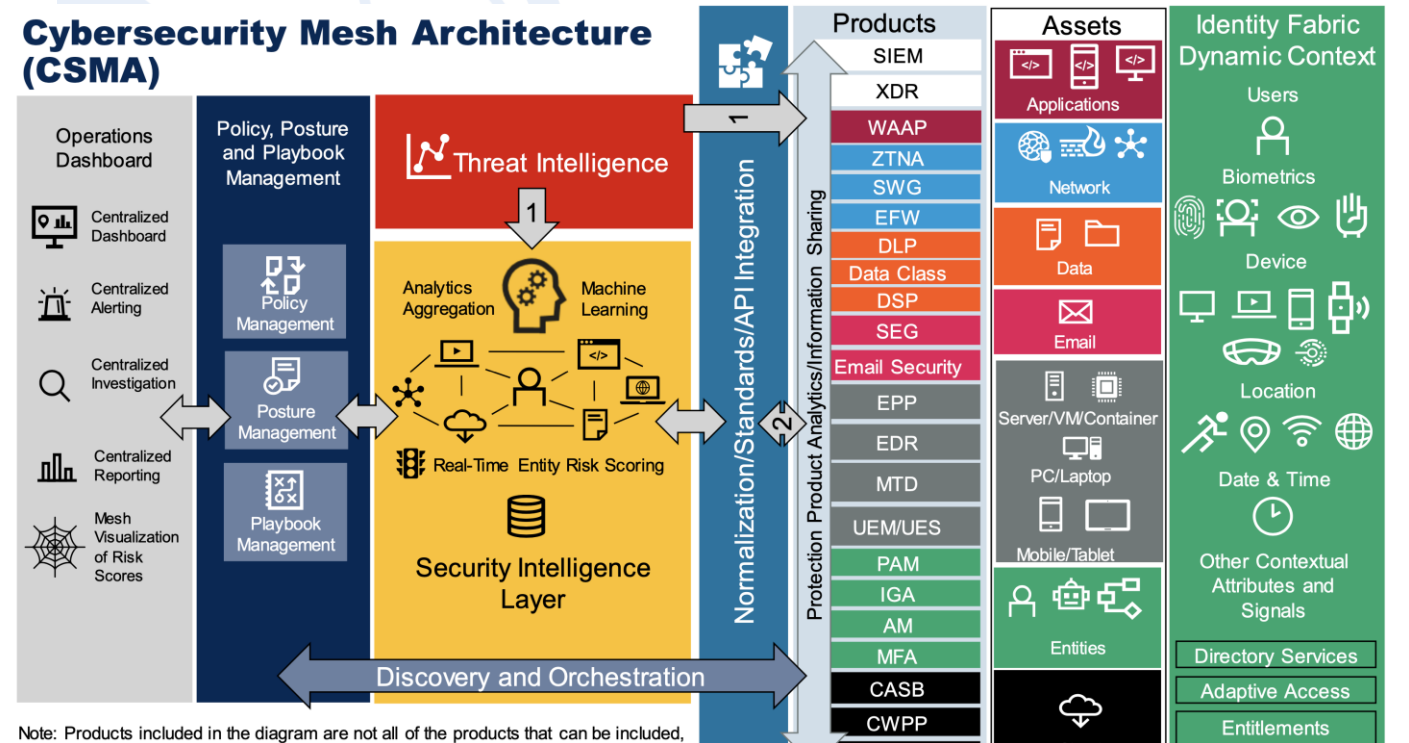 Cybersecurity Mesh Architecture
(CSMA)
Operations
Dashboard
Centralized
Dashboard
Centralized
Alerting
Centralized
Investigation
Centralized
Reporting
Mesh
Visualization
of Risk
Scores
Policy, Posture
and Playbook
Management
Policy
Management
Posture
Management
Playbook
Management
Threat Intelligence
1
1
Analytics
Aggregation
Machine
Learning
Real-Time Entity Risk Scoring
Security Intelligence
Layer
Discovery and Orchestration
Normalization/Standards/API Integration
2
Protection Product Analytics/Information Sharing
Products
SIEM
XDR
WAAP
ZTNA
SWG
EFW
DLP
Data Class
DSP
SEG
Email Security
EPP
EDR
MTD
UEM/UES
PAM
IGA
AM
MFA
CASB
CWPP
Assets
</>
</>
</>
Applications
Network
Data
Email
Server/VM/Container
PC/Laptop
Mobile/Tablet
Entities
</>
Identity Fabric
Dynamic Context
Users
Biometrics
Device
Location
Date & Time
Other Contextual
Attributes and
Signals
Directory Services
Adaptive Access
Entitlements
Note: Products included in the diagram are not all of the products that can be included,